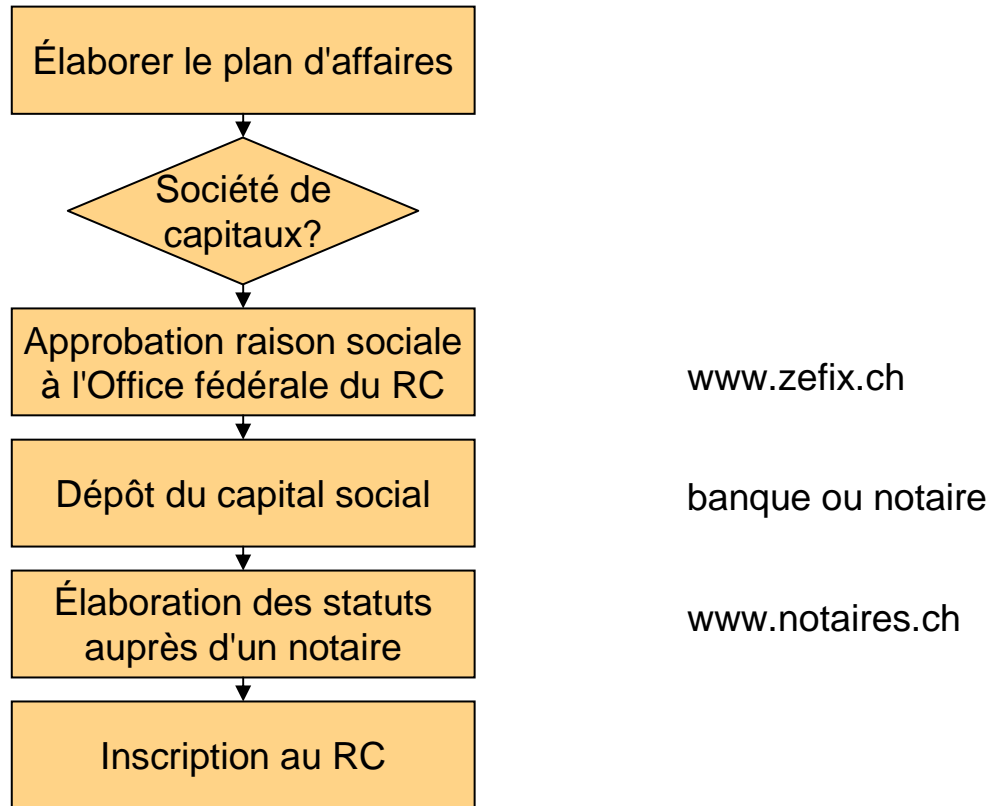 Élaborer le plan d'affaires
Société de
capitaux?
Approbation raison sociale
à l'Office fédérale du RC
www.zefix.ch
Dépôt du capital social
banque ou notaire
Élaboration des statuts
auprès d'un notaire
www.notaires.ch
Inscription au RC